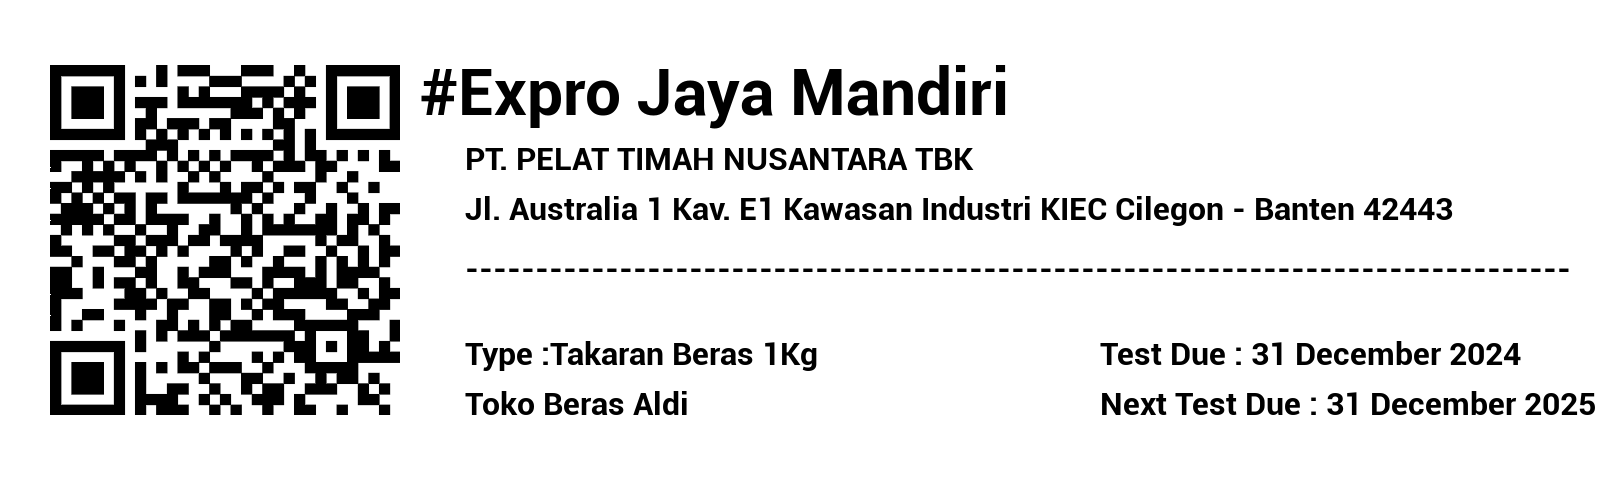 #Expro Jaya Mandiri
PT. PELAT TIMAH NUSANTARA TBK
Jl. Australia 1 Kav. E1 Kawasan Industri KIEC Cilegon - Banten 42443
-------------------------------------------------------------------------------
Type :Takaran Beras 1Kg
Toko Beras Aldi
Test Due : 31 December 2024
Next Test Due : 31 December 2025